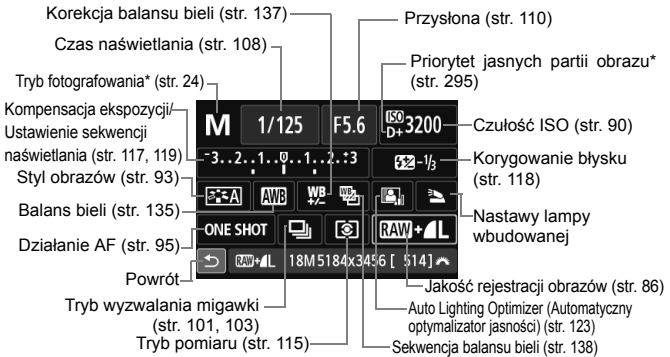 Korekcja balansu bieli (str. 137)
Przysłona (str. 110)
Czas naświetlania (str. 108)
Priorytet jasnych partii obrazu*
(str. 295)
Tryb fotografowania* (str. 24)
Kompensacja ekspozycji/
Ustawienie sekwencji
naświetlania (str. 117, 119)
Czułość ISO (str. 90)
Korygowanie błysku
(str. 118)
Styl obrazów (str. 93)
Balans bieli (str. 135)
Nastawy lampy
wbudowanej
Działanie AF (str. 95)
Powrót
Jakość rejestracji obrazów (str. 86)
Tryb wyzwalania migawki
(str. 101, 103)
Auto Lighting Optimizer (Automatyczny
optymalizator jasności) (str. 123)
Tryb pomiaru (str. 115)
Sekwencja balansu bieli (str. 138)
M 1/125 F5.6 ISO D+ 3200
-3..2..1..0..1..2..+3 -1/3
A AWB WB +/- WB
ONE SHOT RAW+L
RAW+L 18M 5184x3456 [ 514]